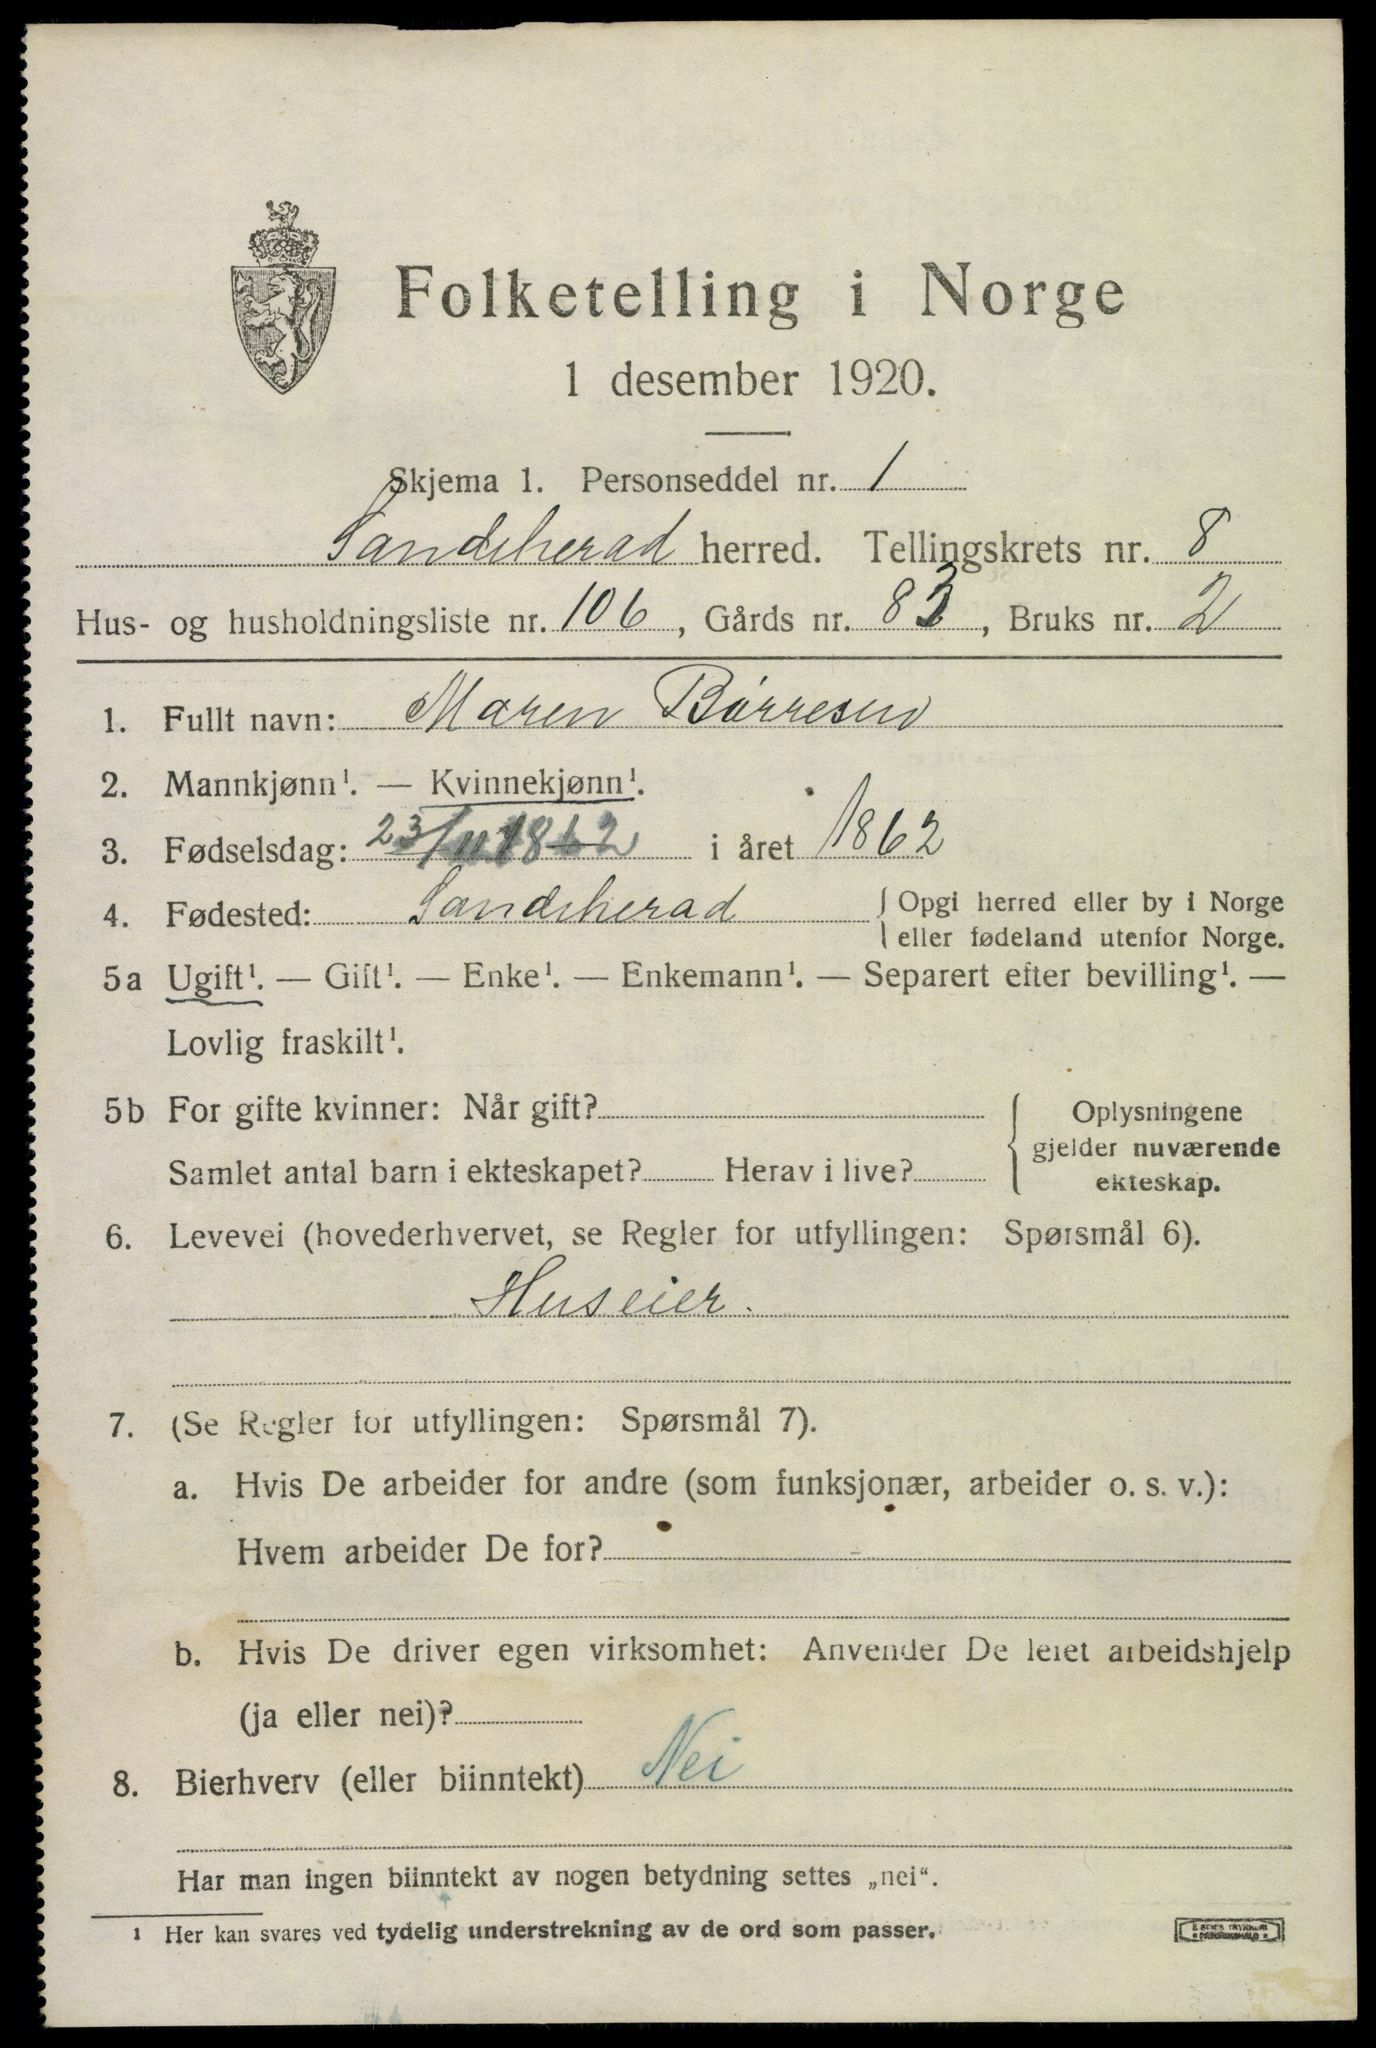 Folketelling i Norge
1 desember 1920.
Skjema 1. Personseddel nr. 1
Sandeherad herred. Tellingskrets nr. 8
Hus- og husholdningsliste nr. 106, Gårds nr. 83, Bruks nr. 2
1. Fullt navn: Maren Börresen
2. Mannkjønn¹. — Kvinnekjønn¹.
3. Fødselsdag: 23/11 1862 i året 1862
4. Fødested: Sandeherad { Opgi herred eller by i Norge
eller fødeland utenfor Norge.
5a Ugift¹. — Gift¹. — Enke¹. — Enkemann¹. — Separert efter bevilling¹. —
Lovlig fraskilt¹.
5b For gifte kvinner: Når gift?
Samlet antal barn i ekteskapet? Herav i live?
{ Oplysningene
gjelder nuværende
ekteskap.
6. Levevei (hovederhvervet, se Regler for utfyllingen: Spørsmål 6).
Huseier.
7. (Se Regler for utfyllingen: Spørsmål 7).
a. Hvis De arbeider for andre (som funksjonær, arbeider o. s. v.):
Hvem arbeider De for?
b. Hvis De driver egen virksomhet: Anvender De leiet arbeidshjelp
(ja eller nei)?
8. Bierhverv (eller biinntekt) Nei
Har man ingen biinntekt av nogen betydning settes „nei“.
¹ Her kan svares ved tydelig understrekning av de ord som passer.